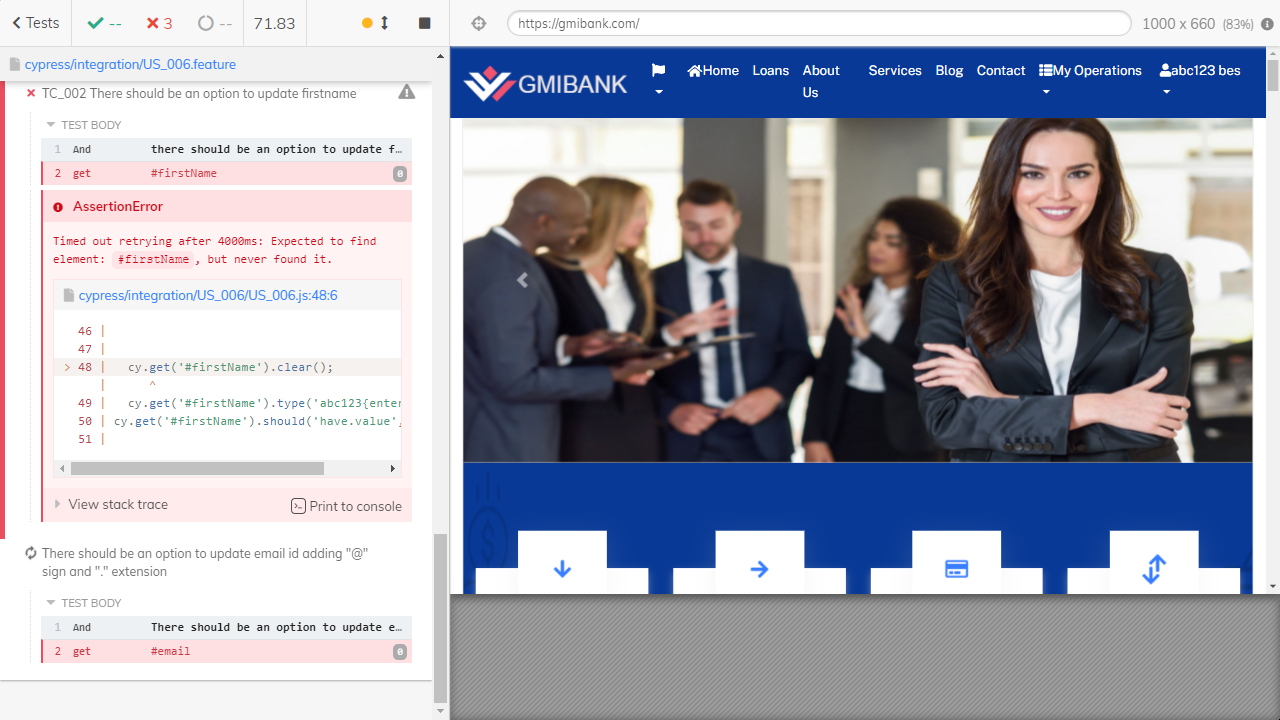 Tests
--
3
--
71.83
https://gmibank.com/
1000 x 660 (83%)
cypress/integration/US_006.feature
TC_002 There should be an option to update firstname
TEST BODY
1 And there should be an option to update f…
2 get #firstName 0
AssertionError
Timed out retrying after 4000ms: Expected to find
element: #firstName, but never found it.
cypress/integration/US_006/US_006.js:48:6
46 |
47 |
> 48 | cy.get('#firstName').clear();
| ^
49 | cy.get('#firstName').type('abc123{enter
50 | cy.get('#firstName').should('have.value',
51 |
View stack trace
Print to console
There should be an option to update email id adding "@"
sign and "." extension
TEST BODY
1 And There should be an option to update e…
2 get #email 0
GMIBANK
Home
Loans
About
Us
Services
Blog
Contact
My Operations
abc123 bes